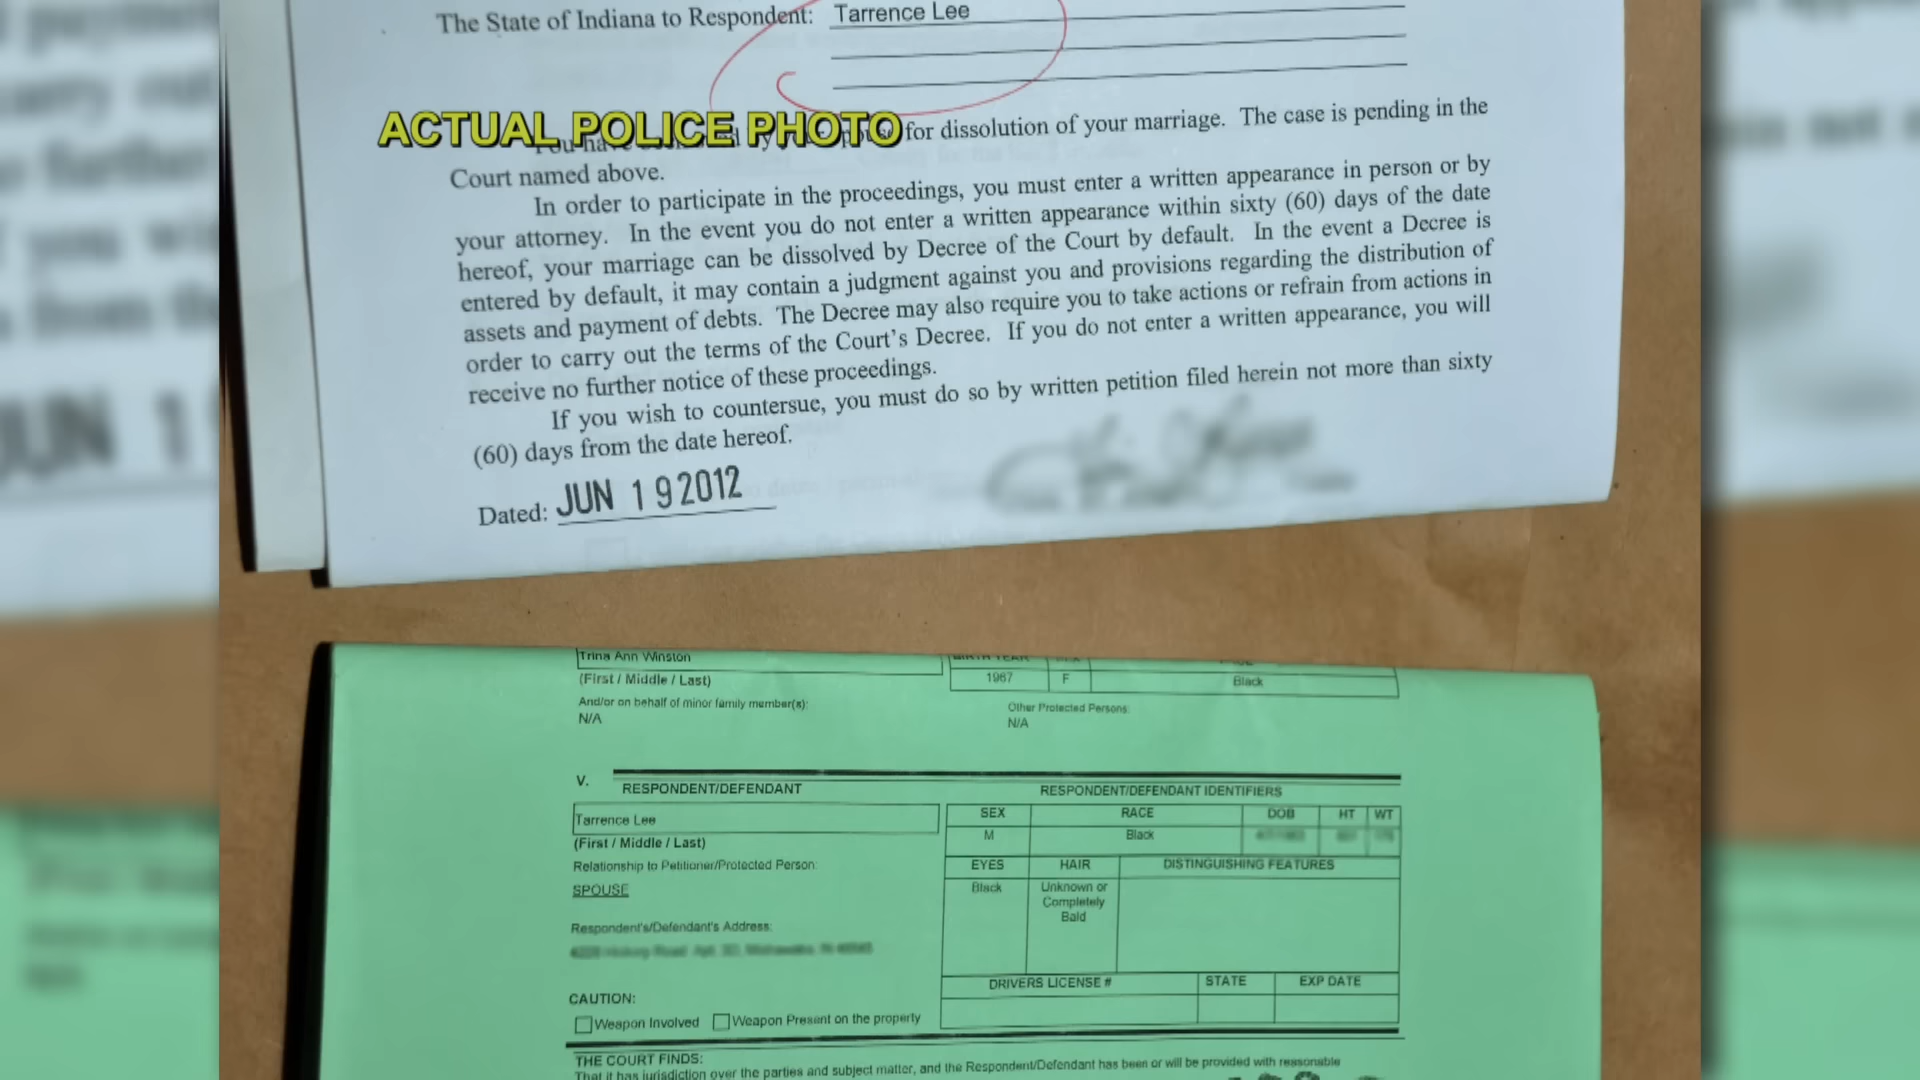 The State of Indiana to Respondent: Tarrence Lee
ACTUAL POLICE PHOTO
You have for dissolution of your marriage. The case is pending in the
Court named above.
In order to participate in the proceedings, you must enter a written appearance in person or by
your attorney. In the event you do not enter a written appearance within sixty (60) days of the date
hereof, your marriage can be dissolved by Decree of the Court by default. In the event a Decree is
entered by default, it may contain a judgment against you and provisions regarding the distribution of
assets and payment of debts. The Decree may also require you to take actions or refrain from actions in
order to carry out the terms of the Court's Decree. If you do not enter a written appearance, you will
receive no further notice of these proceedings.
If you wish to countersue, you must do so by written petition filed herein not more than sixty
(60) days from the date hereof.
Dated: JUN 19 2012
Trina Ann Winston
(First / Middle / Last)
1967 F Black
And/or on behalf of minor family member(s):
N/A
Other Protected Persons:
N/A
V. RESPONDENT/DEFENDANT
Tarrence Lee
(First / Middle / Last)
Relationship to Petitioner/Protected Person:
SPOUSE
Respondent's/Defendant's Address:
CAUTION:
Weapon Involved Weapon Present on the property
RESPONDENT/DEFENDANT IDENTIFIERS
SEX RACE DOB HT WT
M Black
EYES HAIR DISTINGUISHING FEATURES
Black Unknown or
Completely
Bald
DRIVERS LICENSE # STATE EXP DATE
THE COURT FINDS:
That it has jurisdiction over the parties and subject matter, and the Respondent/Defendant has been or will be provided with reasonable